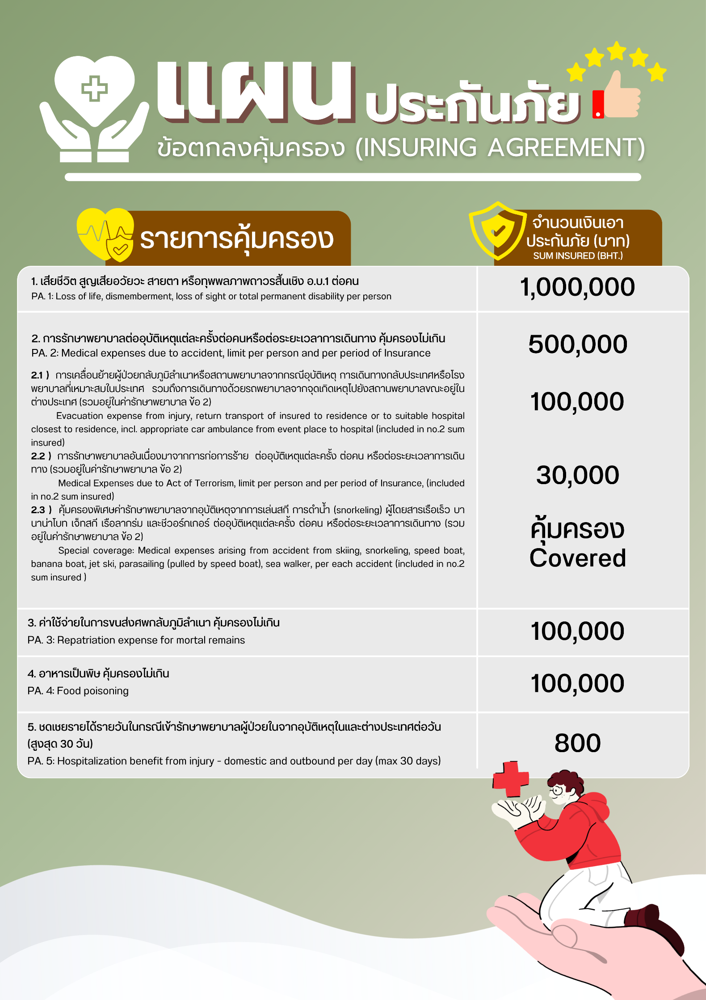 แผน ประกันภัย
ข้อตกลงคุ้มครอง (INSURING AGREEMENT)
รายการคุ้มครอง
จำนวนเงินเอา
ประกันภัย (บาท)
SUM INSURED (BHT.)
1. เสียชีวิต สูญเสียอวัยวะ สายตา หรือทุพพลภาพถาวรสิ้นเชิง อ.บ.1 ต่อคน
PA. 1: Loss of life, dismemberment, loss of sight or total permanent disability per person
1,000,000
2. การรักษาพยาบาลต่ออุบัติเหตุแต่ละครั้งต่อคนหรือต่อระยะเวลาการเดินทาง คุ้มครองไม่เกิน
PA. 2: Medical expenses due to accident, limit per person and per period of Insurance
500,000
2.1 ) การเคลื่อนย้ายผู้ป่วยกลับภูมิลำเนาหรือสถานพยาบาลจากกรณีอุบัติเหตุ การเดินทางกลับประเทศหรือโรง
พยาบาลที่เหมาะสมในประเทศ รวมถึงการเดินทางด้วยรถพยาบาลจากจุดเกิดเหตุไปยังสถานพยาบาลขณะอยู่ใน
ต่างประเทศ (รวมอยู่ในค่ารักษาพยาบาล ข้อ 2)
Evacuation expense from injury, return transport of insured to residence or to suitable hospital
closest to residence, incl. appropriate car ambulance from event place to hospital (included in no.2 sum
insured)
100,000
2.2 ) การรักษาพยาบาลอันเนื่องมาจากการก่อการร้าย ต่ออุบัติเหตุแต่ละครั้ง ต่อคน หรือต่อระยะเวลาการเดิน
ทาง (รวมอยู่ในค่ารักษาพยาบาล ข้อ 2)
Medical Expenses due to Act of Terrorism, limit per person and per period of Insurance, (included
in no.2 sum insured)
30,000
2.3 ) คุ้มครองพิเศษค่ารักษาพยาบาลจากอุบัติเหตุจากการเล่นสกี การดำน้ำ (snorkeling) ผู้โดยสารเรือเร็ว บา
นาน่าโบท เจ็ทสกี เรือลากร่ม และซีวอร์กเกอร์ ต่ออุบัติเหตุแต่ละครั้ง ต่อคน หรือต่อระยะเวลาการเดินทาง (รวม
อยู่ในค่ารักษาพยาบาล ข้อ 2)
Special coverage: Medical expenses arising from accident from skiing, snorkeling, speed boat,
banana boat, jet ski, parasailing (pulled by speed boat), sea walker, per each accident (included in no.2
sum insured )
คุ้มครอง
Covered
3. ค่าใช้จ่ายในการขนส่งศพกลับภูมิลำเนา คุ้มครองไม่เกิน
PA. 3: Repatriation expense for mortal remains
100,000
4. อาหารเป็นพิษ คุ้มครองไม่เกิน
PA. 4: Food poisoning
100,000
5. ชดเชยรายได้รายวันในกรณีเข้ารักษาพยาบาลผู้ป่วยในจากอุบัติเหตุในและต่างประเทศต่อวัน
(สูงสุด 30 วัน)
PA. 5: Hospitalization benefit from injury - domestic and outbound per day (max 30 days)
800